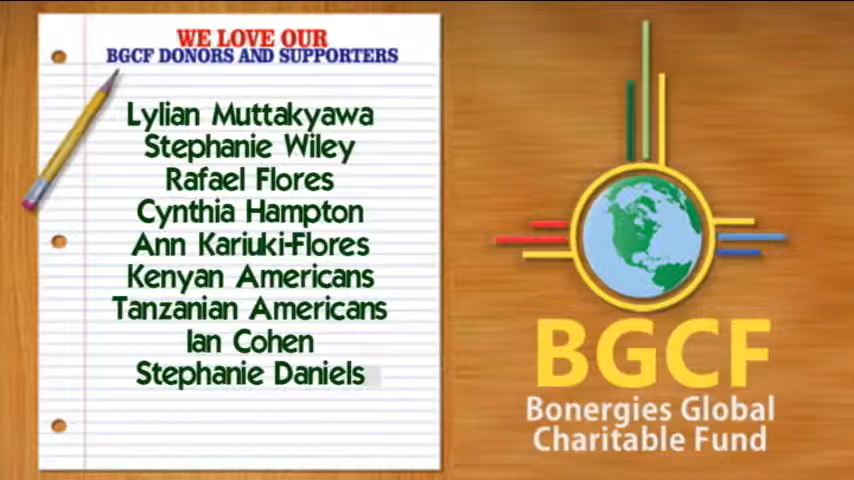 WE LOVE OUR
BGCF DONORS AND SUPPORTERS
Lylian Muttakyawa
Stephanie Wiley
Rafael Flores
Cynthia Hampton
Ann Kariuki-Flores
Kenyan Americans
Tanzanian Americans
Ian Cohen
Stephanie Daniels
BGCF
Bonergies Global
Charitable Fund